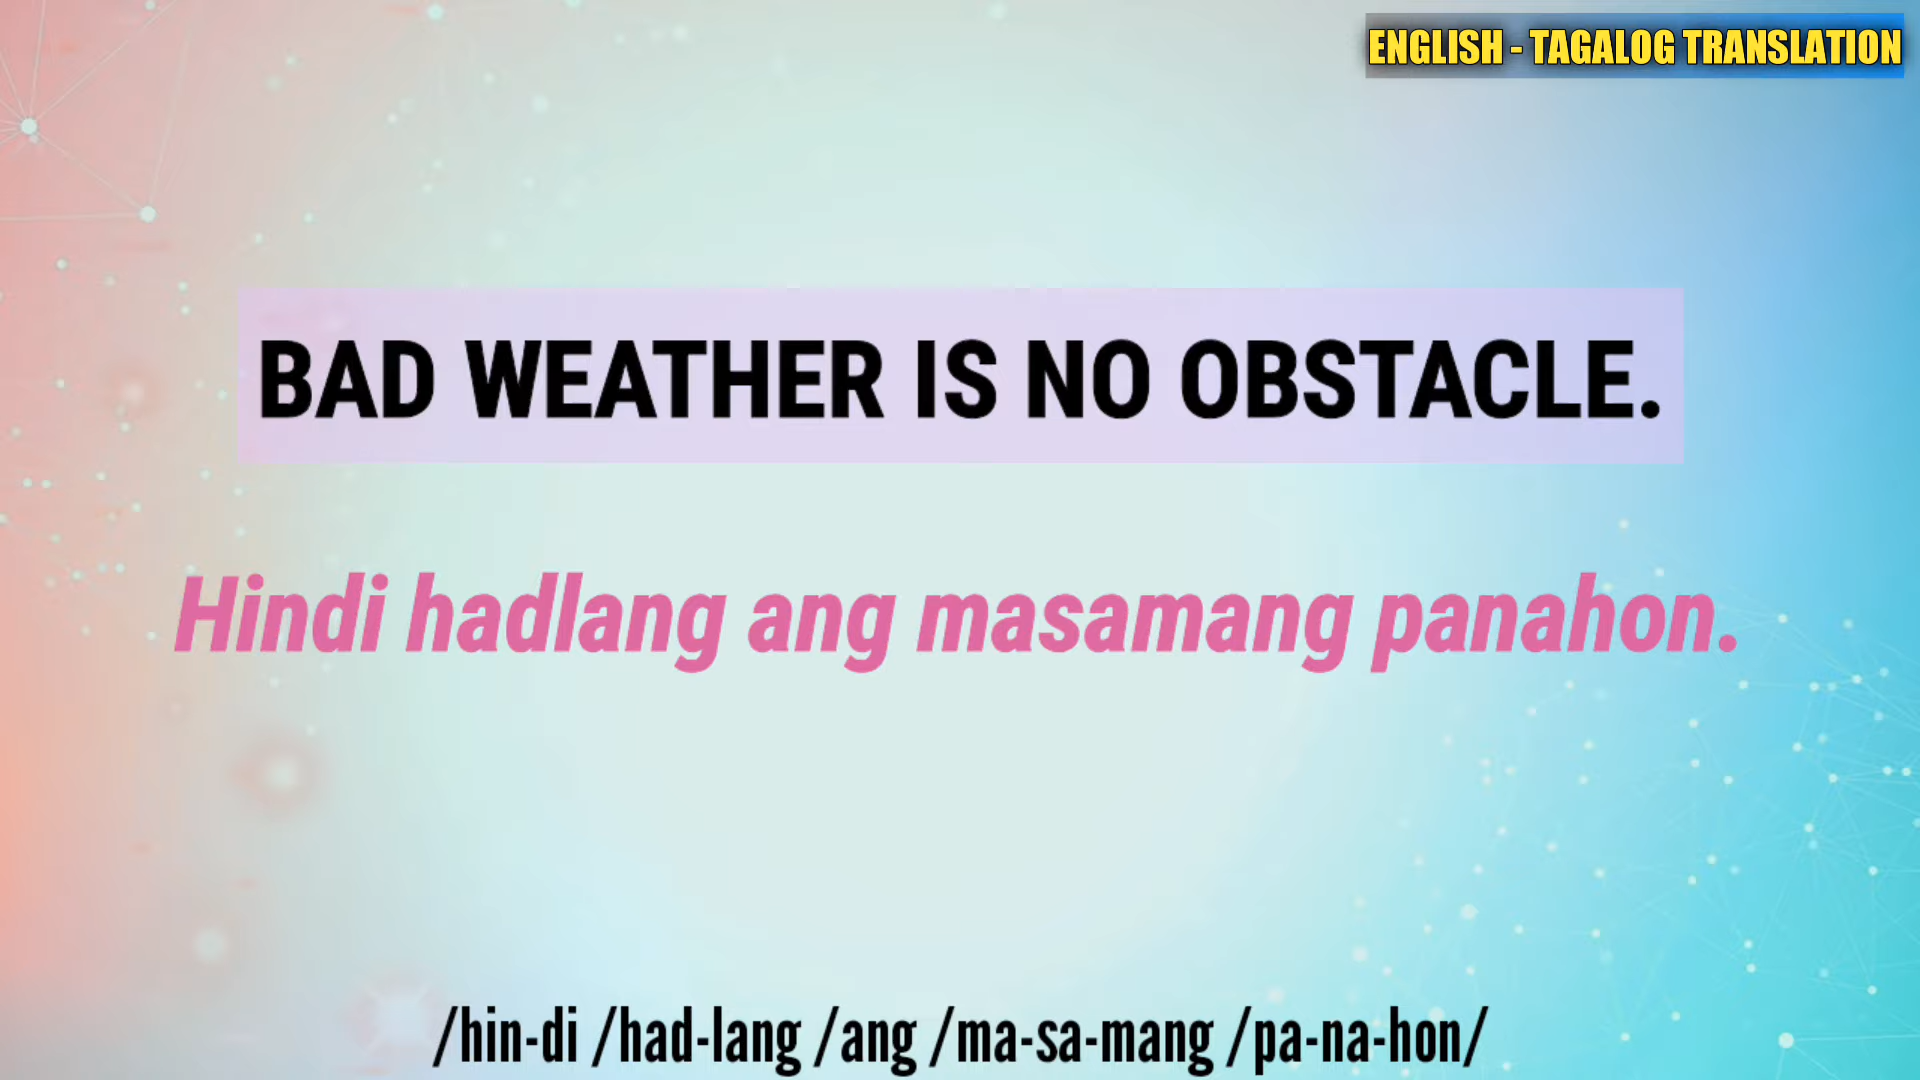 ENGLISH - TAGALOG TRANSLATION
BAD WEATHER IS NO OBSTACLE.
Hindi hadlang ang masamang panahon.
/hin-di /had-lang /ang /ma-sa-mang /pa-na-hon/